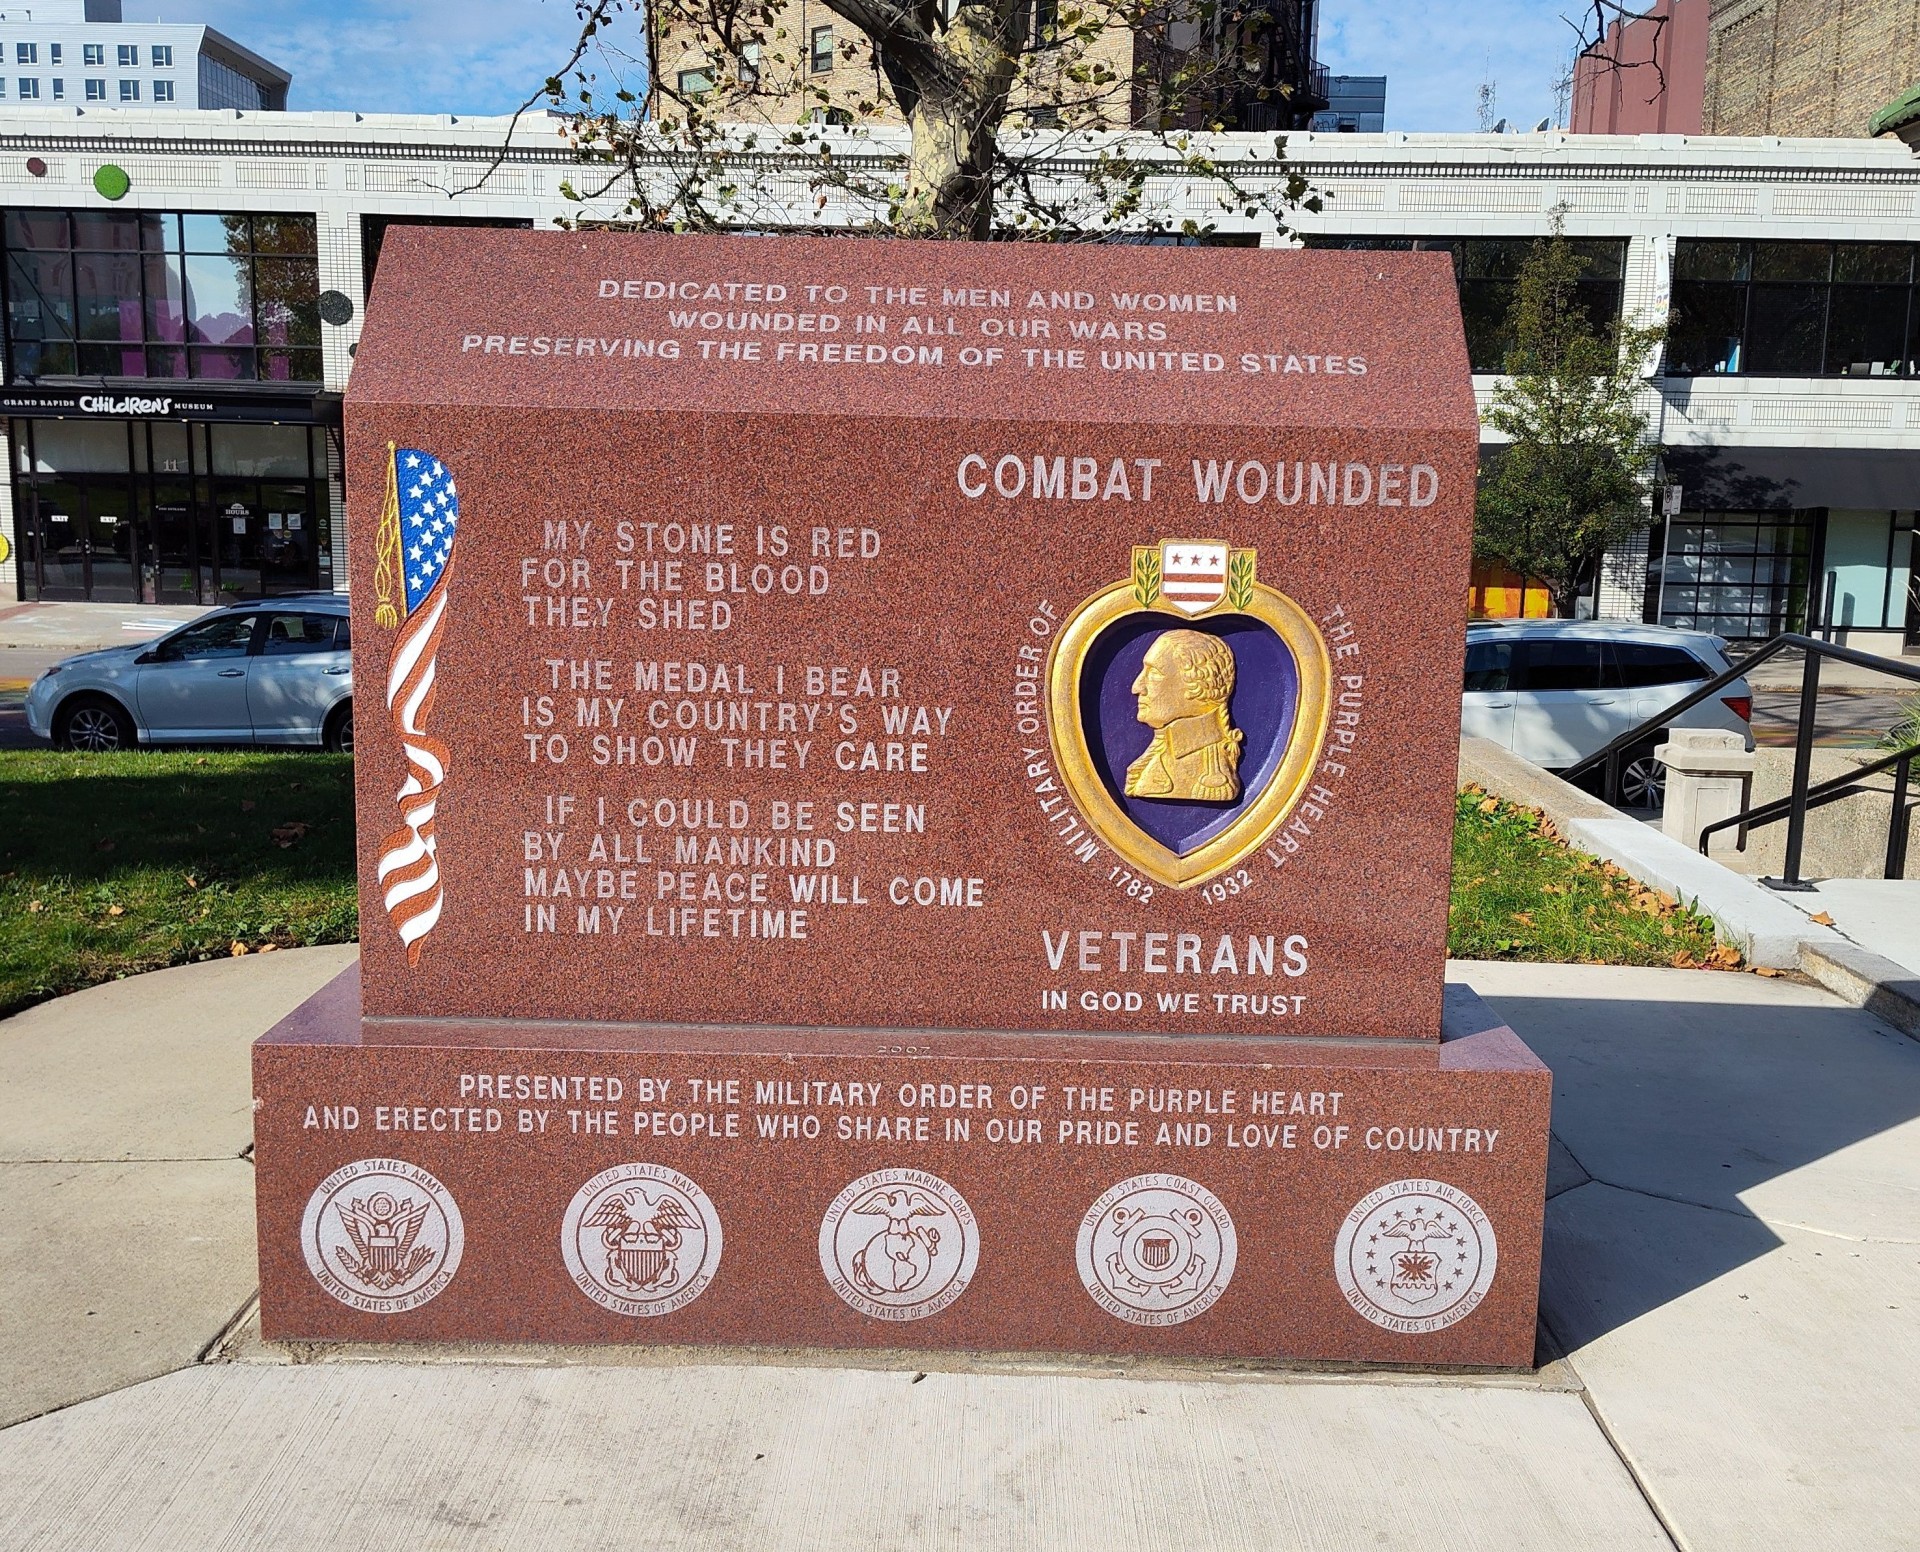 GRAND RAPIDS CHiLdReNS MUSEUM
11
HOURS
DEDICATED TO THE MEN AND WOMEN
WOUNDED IN ALL OUR WARS
PRESERVING THE FREEDOM OF THE UNITED STATES
MY STONE IS RED
FOR THE BLOOD
THEY SHED
THE MEDAL I BEAR
IS MY COUNTRY'S WAY
TO SHOW THEY CARE
IF I COULD BE SEEN
BY ALL MANKIND
MAYBE PEACE WILL COME
IN MY LIFETIME
COMBAT WOUNDED
MILITARY ORDER OF
THE PURPLE HEART
1782
1932
VETERANS
IN GOD WE TRUST
2007
PRESENTED BY THE MILITARY ORDER OF THE PURPLE HEART
AND ERECTED BY THE PEOPLE WHO SHARE IN OUR PRIDE AND LOVE OF COUNTRY
UNITED STATES ARMY
UNITED STATES OF AMERICA
UNITED STATES NAVY
UNITED STATES OF AMERICA
UNITED STATES MARINE CORPS
UNITED STATES OF AMERICA
UNITED STATES COAST GUARD
UNITED STATES OF AMERICA
UNITED STATES AIR FORCE
UNITED STATES OF AMERICA